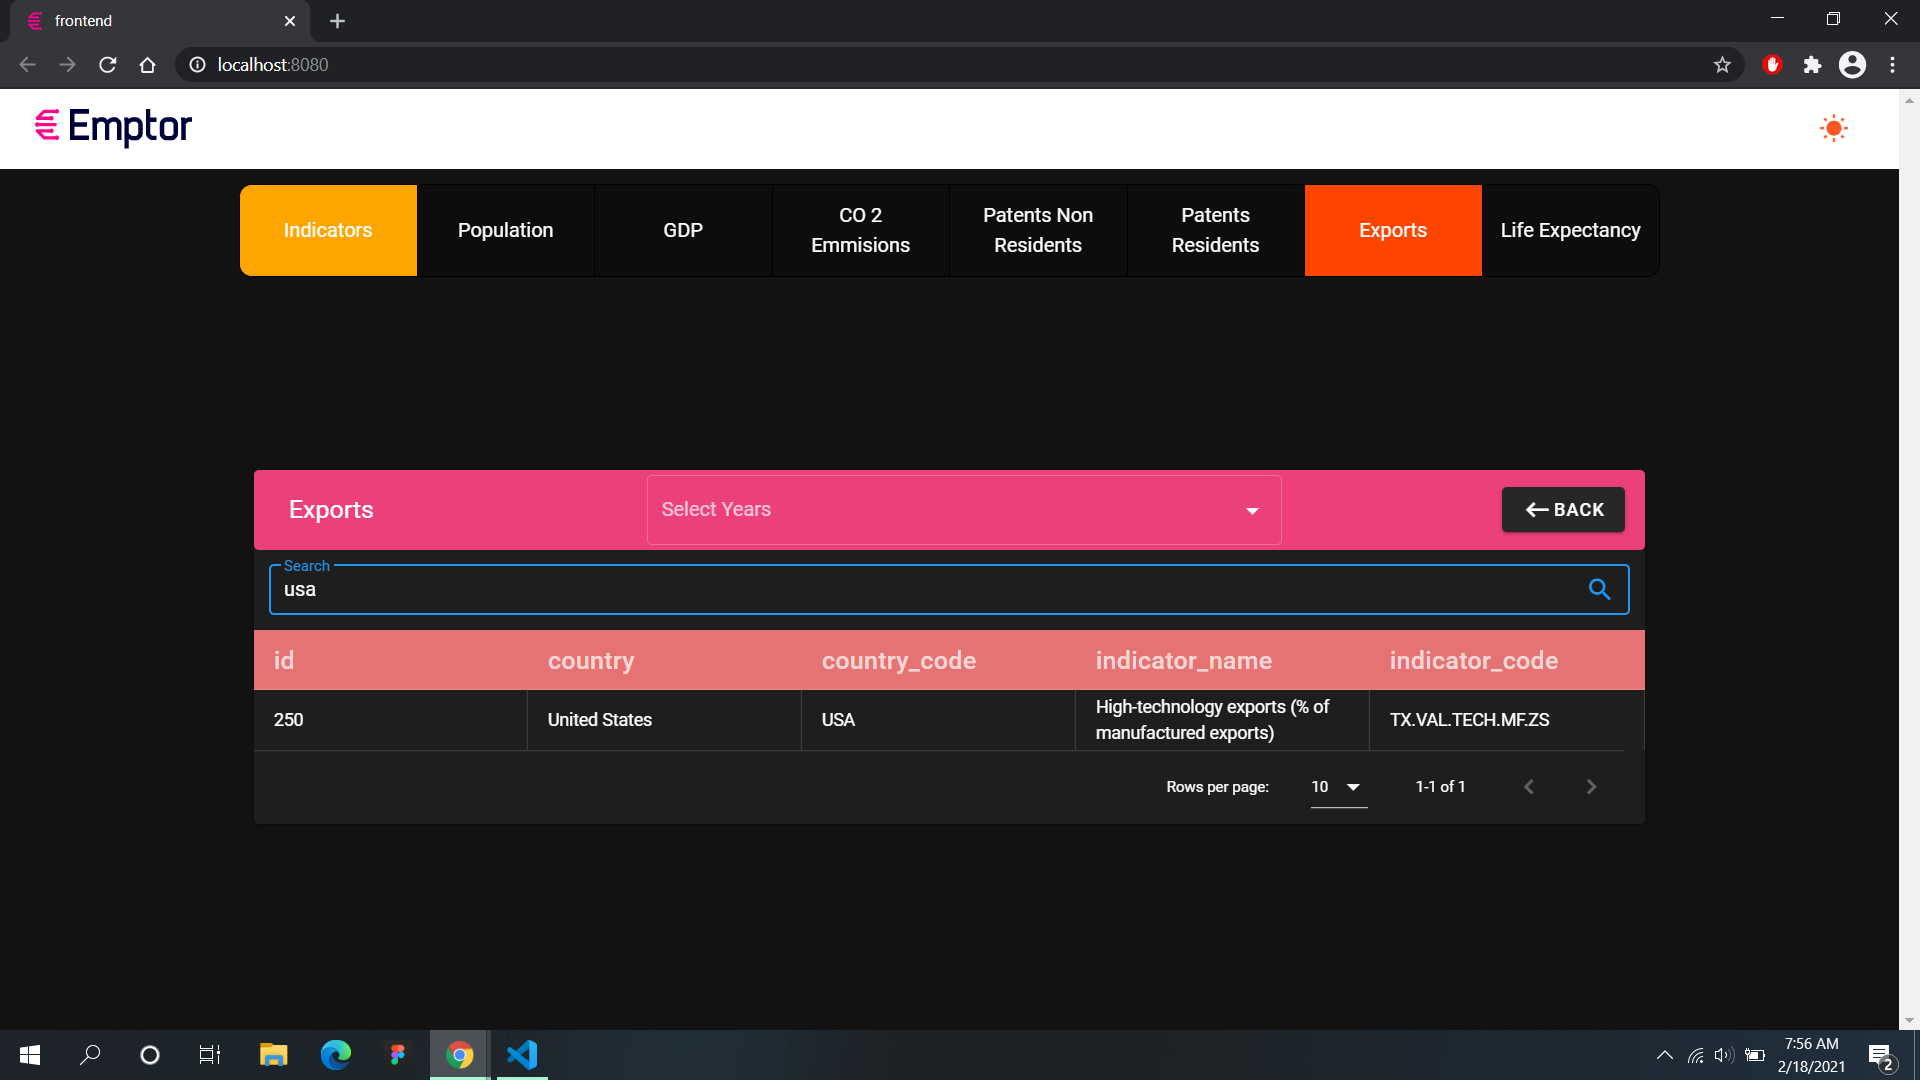 frontend
localhost:8080
Emptor
Indicators
Population
GDP
CO 2
Emmisions
Patents Non
Residents
Patents
Residents
Exports
Life Expectancy
Exports
Select Years
BACK
Search
usa
id country country_code indicator_name indicator_code
250 United States USA High-technology exports (% of manufactured exports) TX.VAL.TECH.MF.ZS
Rows per page: 10 1-1 of 1
7:56 AM
2/18/2021
2